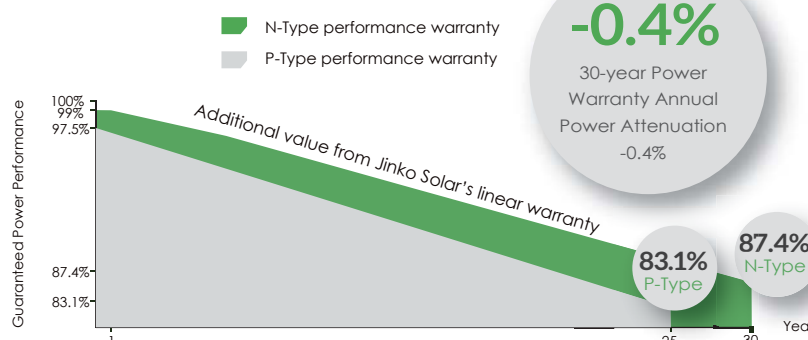 N-Type performance warranty
P-Type performance warranty
-0.4%
30-year Power
Warranty Annual
Power Attenuation
-0.4%
Guaranteed Power Performance
100%
99%
97.5%
87.4%
83.1%
Additional value from Jinko Solar's linear warranty
83.1%
P-Type
87.4%
N-Type
1
25
30